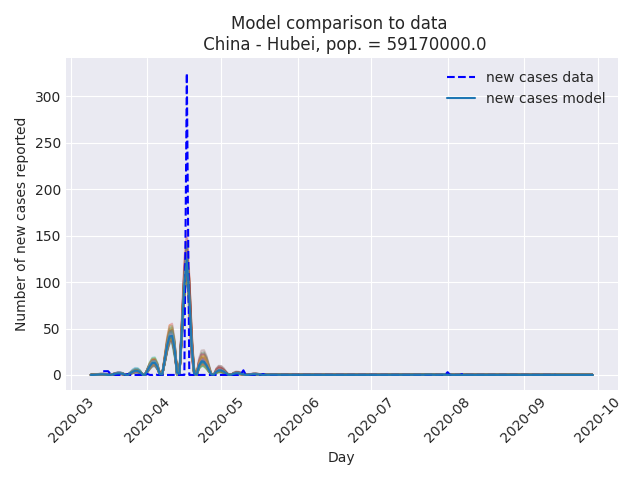 Model comparison to data
China - Hubei, pop. = 59170000.0
new cases data
new cases model
Number of new cases reported
300
250
200
150
100
50
0
2020-03
2020-04
2020-05
2020-06
2020-07
2020-08
2020-09
2020-10
Day